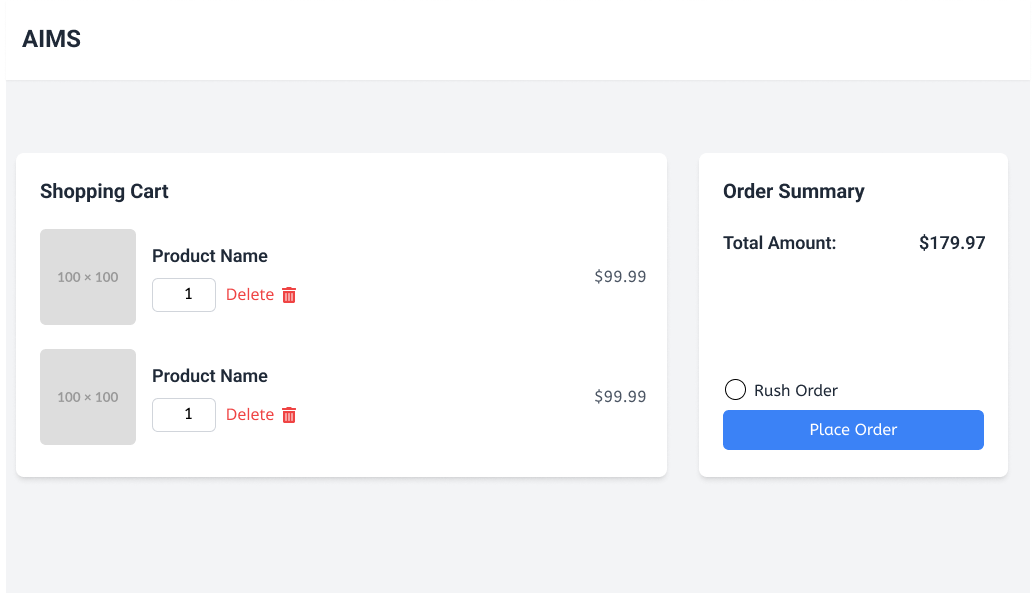 AIMS
Shopping Cart
100 × 100
Product Name
1
Delete
$99.99
100 × 100
Product Name
1
Delete
$99.99
Order Summary
Total Amount: $179.97
Rush Order
Place Order